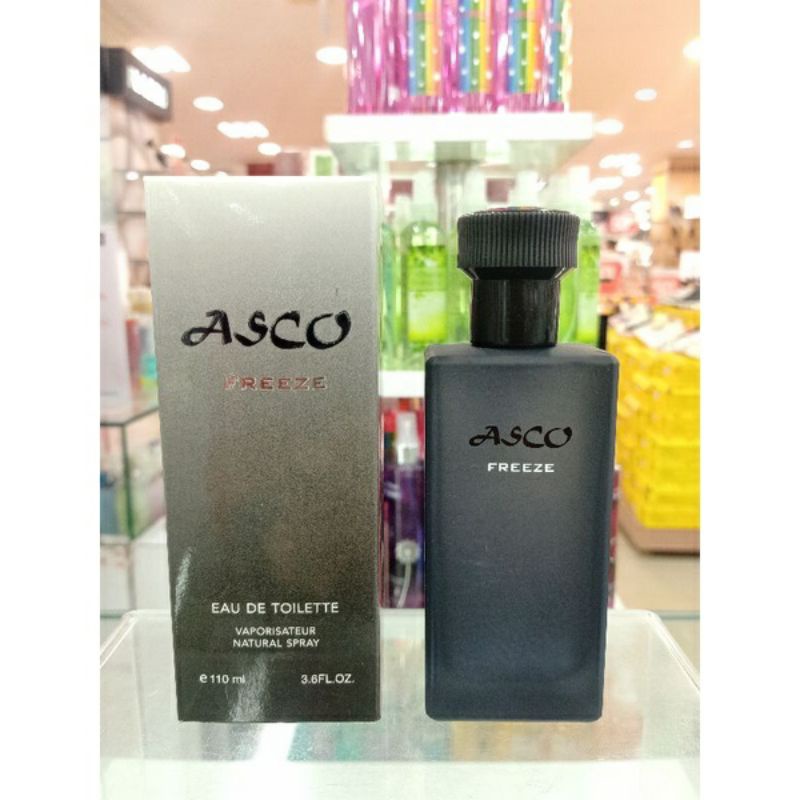 ASCO
FREEZE
EAU DE TOILETTE
VAPORISATEUR
NATURAL SPRAY
e 110 ml 3.6FL.OZ.
ASCO
FREEZE